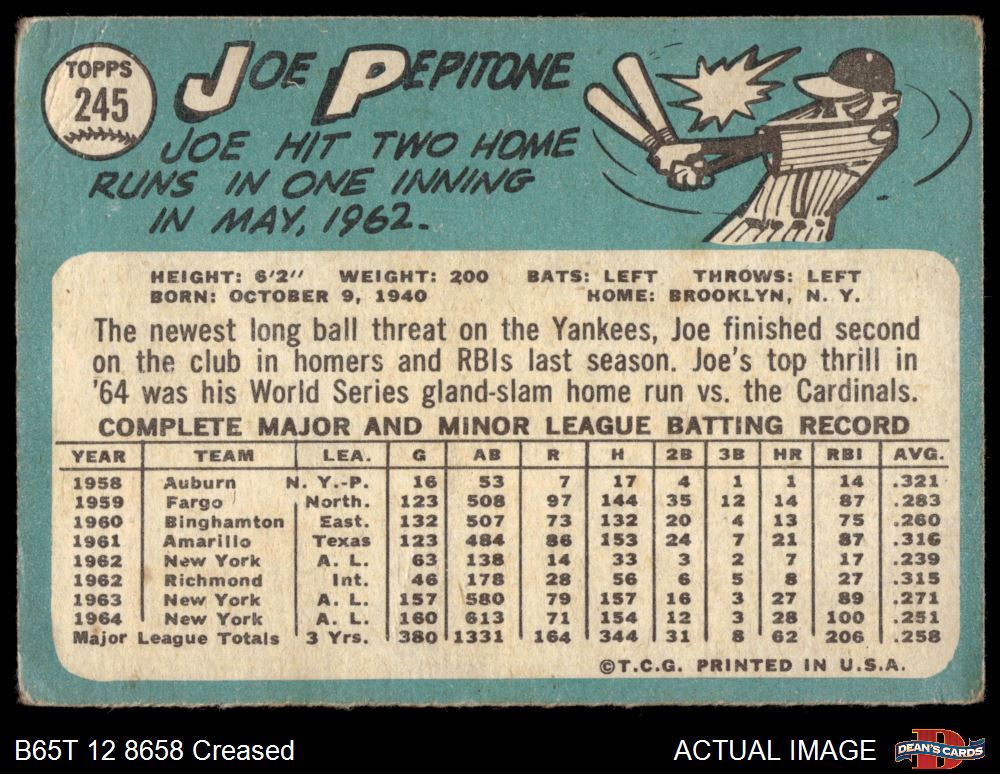 TOPPS
245
JOE PEPITONE
JOE HIT TWO HOME
RUNS IN ONE INNING
IN MAY, 1962.
HEIGHT: 6'2" WEIGHT: 200 BATS: LEFT THROWS: LEFT
BORN: OCTOBER 9, 1940 HOME: BROOKLYN, N. Y.
The newest long ball threat on the Yankees, Joe finished second
on the club in homers and RBIs last season. Joe's top thrill in
'64 was his World Series gland-slam home run vs. the Cardinals.
COMPLETE MAJOR AND MINOR LEAGUE BATTING RECORD
YEAR TEAM LEA. G AB R H 2B 3B HR RBI AVG.
1958 Auburn N. Y.-P. 16 53 7 17 4 1 1 14 .321
1959 Fargo North. 123 508 97 144 35 12 14 87 .283
1960 Binghamton East. 132 507 73 132 20 4 13 75 .260
1961 Amarillo Texas 123 484 86 153 24 7 21 87 .316
1962 New York A. L. 63 138 14 33 3 2 7 17 .239
1962 Richmond Int. 46 178 28 56 6 5 8 27 .315
1963 New York A. L. 157 580 79 157 16 3 27 89 .271
1964 New York A. L. 160 613 71 154 12 3 28 100 .251
Major League Totals 3 Yrs. 380 1331 164 344 31 8 62 206 .258
©T.C.G. PRINTED IN U.S.A.
B65T 12 8658 Creased
ACTUAL IMAGE
D
DEAN'S CARDS